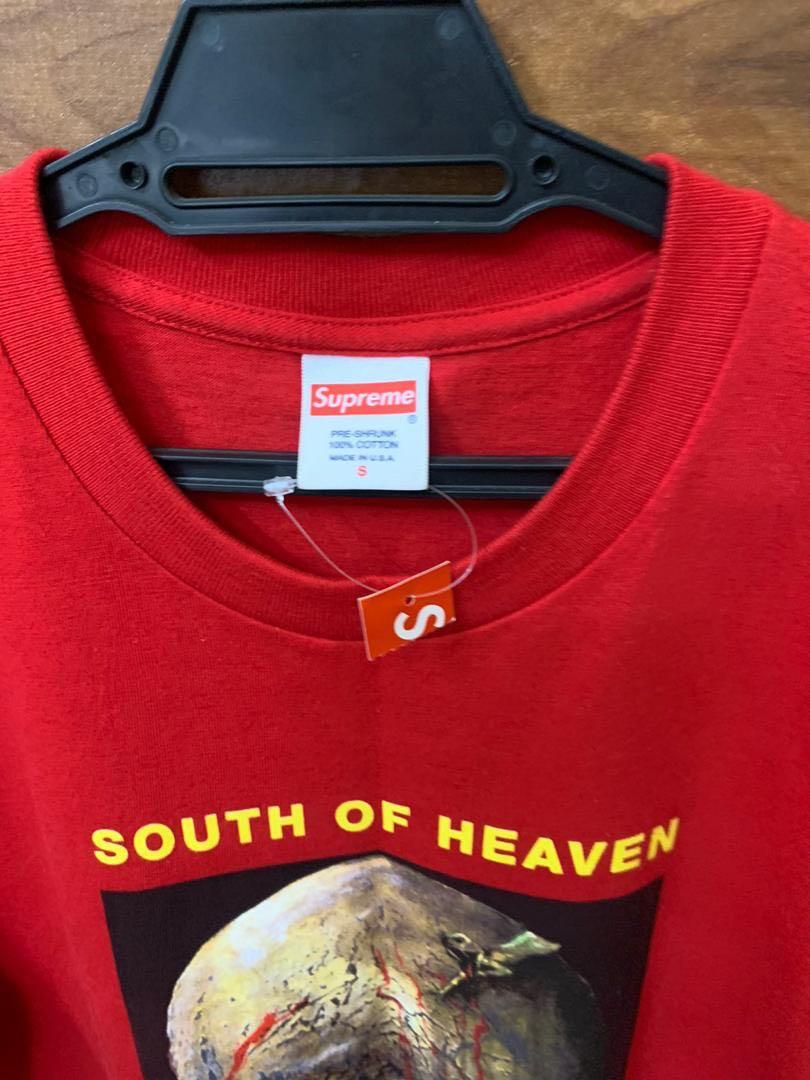 Supreme
®
PRE-SHRUNK
100% COTTON
MADE IN U.S.A.
S
S
SOUTH OF HEAVEN